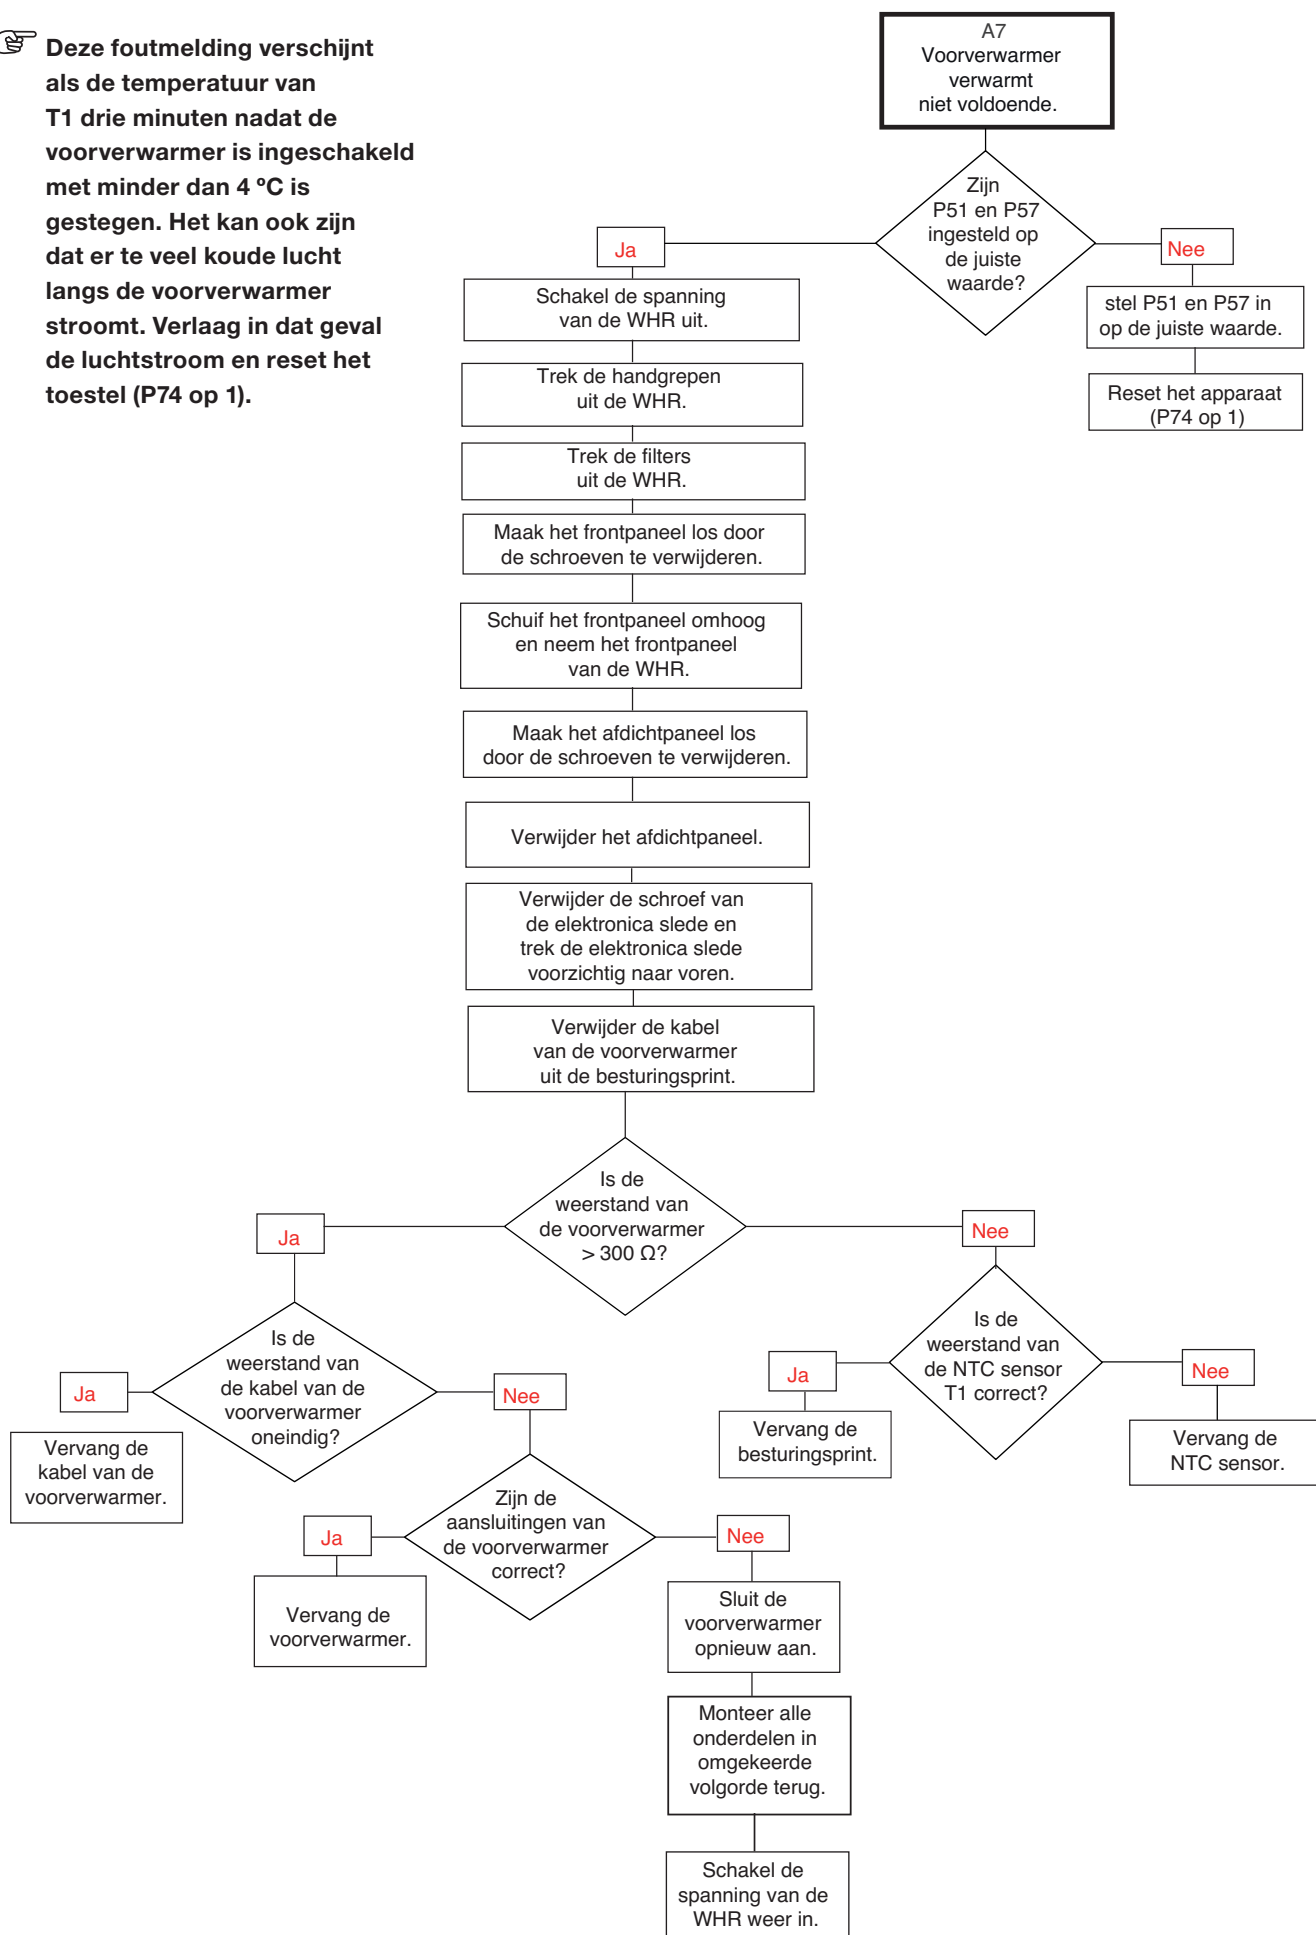 Deze foutmelding verschijnt
als de temperatuur van
T1 drie minuten nadat de
voorverwarmer is ingeschakeld
met minder dan 4 ºC is
gestegen. Het kan ook zijn
dat er te veel koude lucht
langs de voorverwarmer
stroomt. Verlaag in dat geval
de luchtstroom en reset het
toestel (P74 op 1).
A7
Voorverwarmer
verwarmt
niet voldoende.
Zijn
P51 en P57
ingesteld op
de juiste
waarde?
Ja
Nee
Schakel de spanning
van de WHR uit.
stel P51 en P57 in
op de juiste waarde.
Trek de handgrepen
uit de WHR.
Reset het apparaat
(P74 op 1)
Trek de filters
uit de WHR.
Maak het frontpaneel los door
de schroeven te verwijderen.
Schuif het frontpaneel omhoog
en neem het frontpaneel
van de WHR.
Maak het afdichtpaneel los
door de schroeven te verwijderen.
Verwijder het afdichtpaneel.
Verwijder de schroef van
de elektronica slede en
trek de elektronica slede
voorzichtig naar voren.
Verwijder de kabel
van de voorverwarmer
uit de besturingsprint.
Is de
weerstand van
de voorverwarmer
> 300 Ω?
Ja
Nee
Is de
weerstand van
de kabel van de
voorverwarmer
oneindig?
Is de
weerstand van
de NTC sensor
T1 correct?
Ja
Nee
Ja
Nee
Vervang de
kabel van de
voorverwarmer.
Vervang de
besturingsprint.
Vervang de
NTC sensor.
Zijn de
aansluitingen van
de voorverwarmer
correct?
Ja
Nee
Vervang de
voorverwarmer.
Sluit de
voorverwarmer
opnieuw aan.
Monteer alle
onderdelen in
omgekeerde
volgorde terug.
Schakel de
spanning van de
WHR weer in.